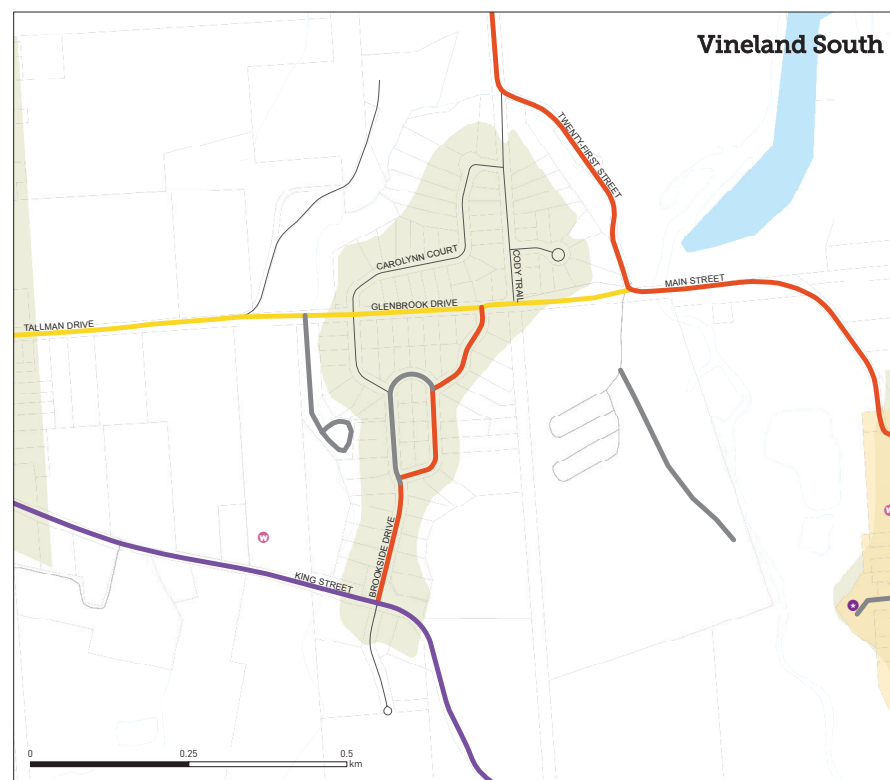 Vineland South
TWENTY-FIRST STREET
CAROLYNN COURT
CODY TRAIL
MAIN STREET
GLENBROOK DRIVE
TALLMAN DRIVE
W
W
BROOKSIDE DRIVE
KING STREET
0 0.25 0.5
km